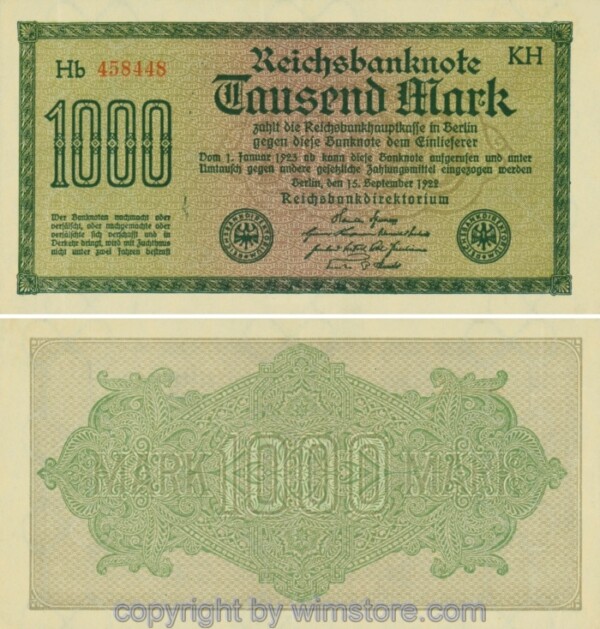 Hb 458448
KH
Reichsbanknote
Tausend Mark
1000
zahlt die Reichsbankhauptkasse in Berlin
gegen diese Banknote dem Einlieferer
Vom 1. Januar 1923 ab kann diese Banknote aufgerufen und unter
Umtausch gegen andere gesetzliche Zahlungsmittel eingezogen werden
Berlin, den 15. September 1922
Reichsbankdirektorium
Wer Banknoten nachmacht oder
verfälscht, oder nachgemachte oder
verfälschte sich verschafft und in
Verkehr bringt, wird mit Zuchthaus
nicht unter zwei Jahren bestraft
MARK 1000 MARK
copyright by wimstore.com